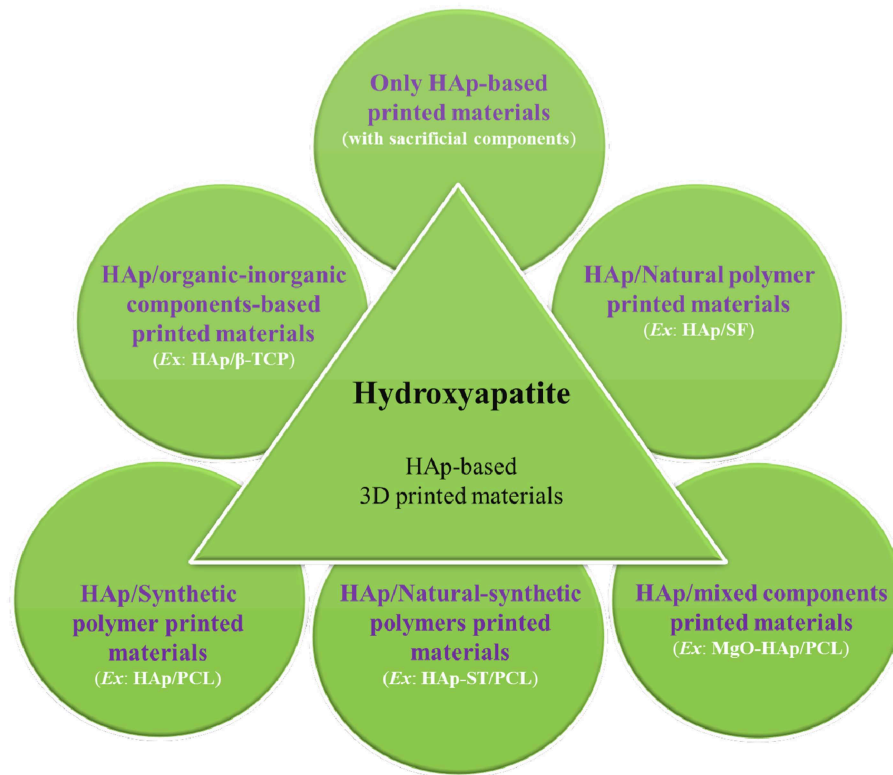 Only HAp-based
printed materials
(with sacrificial components)
HAp/organic-inorganic
components-based
printed materials
(Ex: HAp/β-TCP)
HAp/Natural polymer
printed materials
(Ex: HAp/SF)
Hydroxyapatite
HAp-based
3D printed materials
HAp/Synthetic
polymer printed
materials
(Ex: HAp/PCL)
HAp/Natural-synthetic
polymers printed
materials
(Ex: HAp-ST/PCL)
HAp/mixed components
printed materials
(Ex: MgO-HAp/PCL)